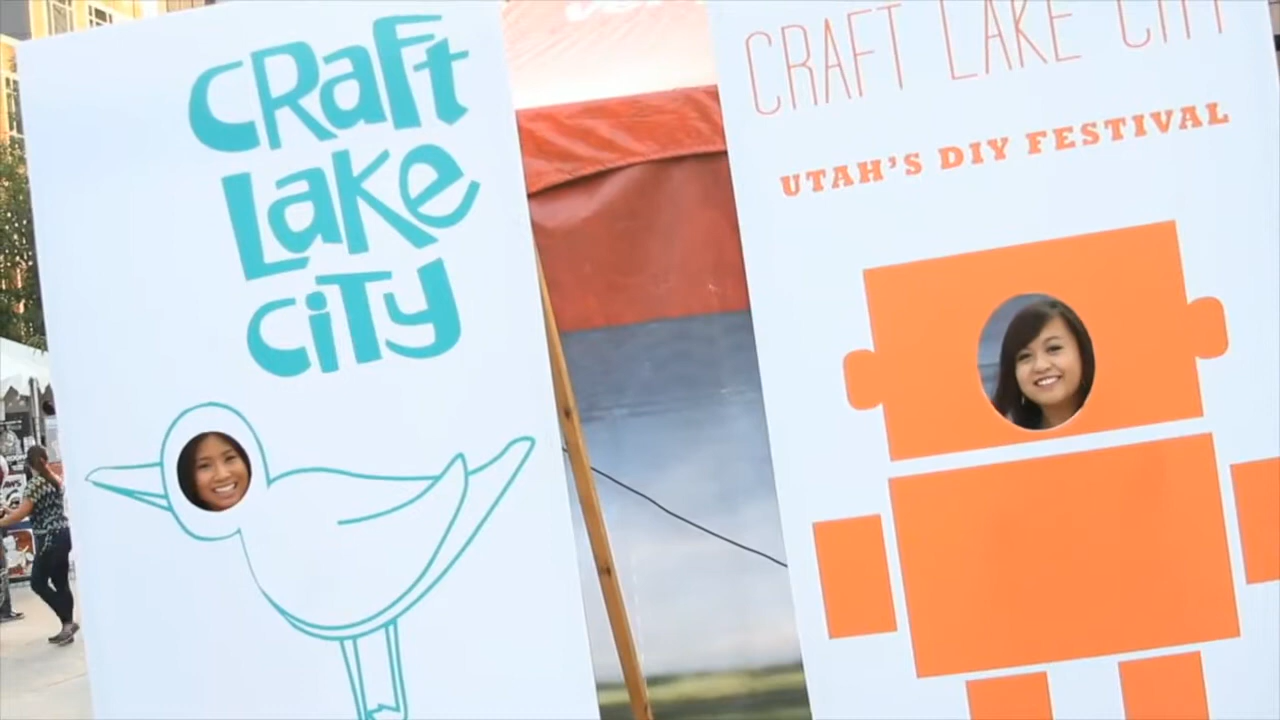 CRaft
Lake
City
CRAFT LAKE CITY
UTAH'S DIY FESTIVAL